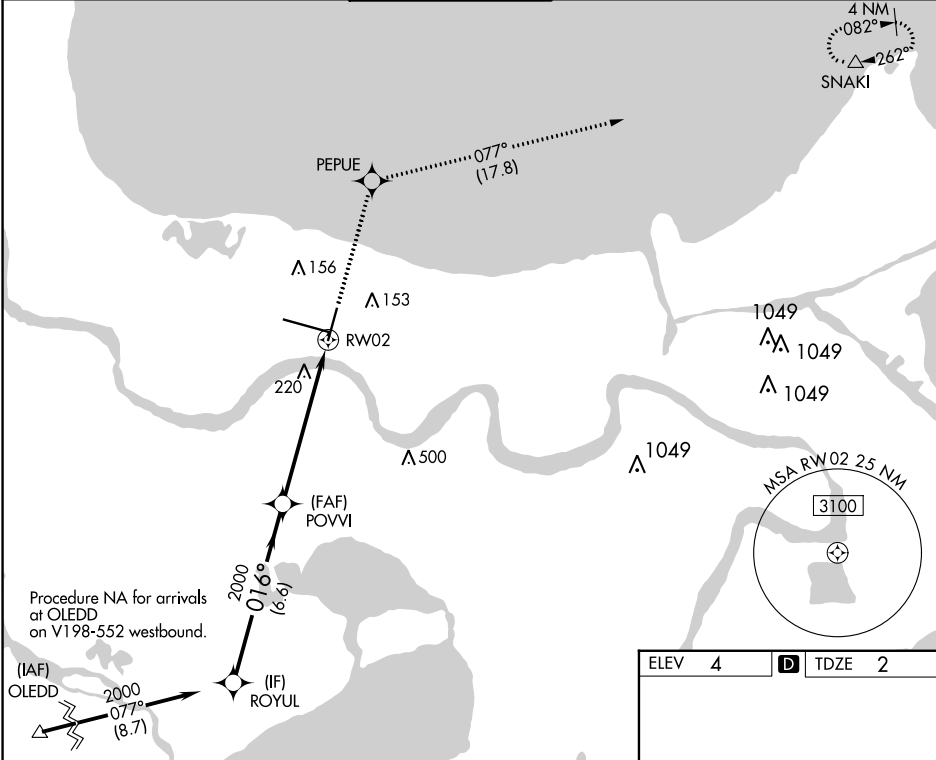 4 NM
082°
262°
SNAKI
PEPUE
077°
(17.8)
156
153
RW02
1049
1049
1049
220
500
1049
MSA RW 02 25 NM
3100
(FAF)
POVVI
2000
016°
(6.6)
Procedure NA for arrivals
at OLEDD
on V198-552 westbound.
(IAF)
OLEDD
2000
077°
(8.7)
(IF)
ROYUL
ELEV 4 D TDZE 2